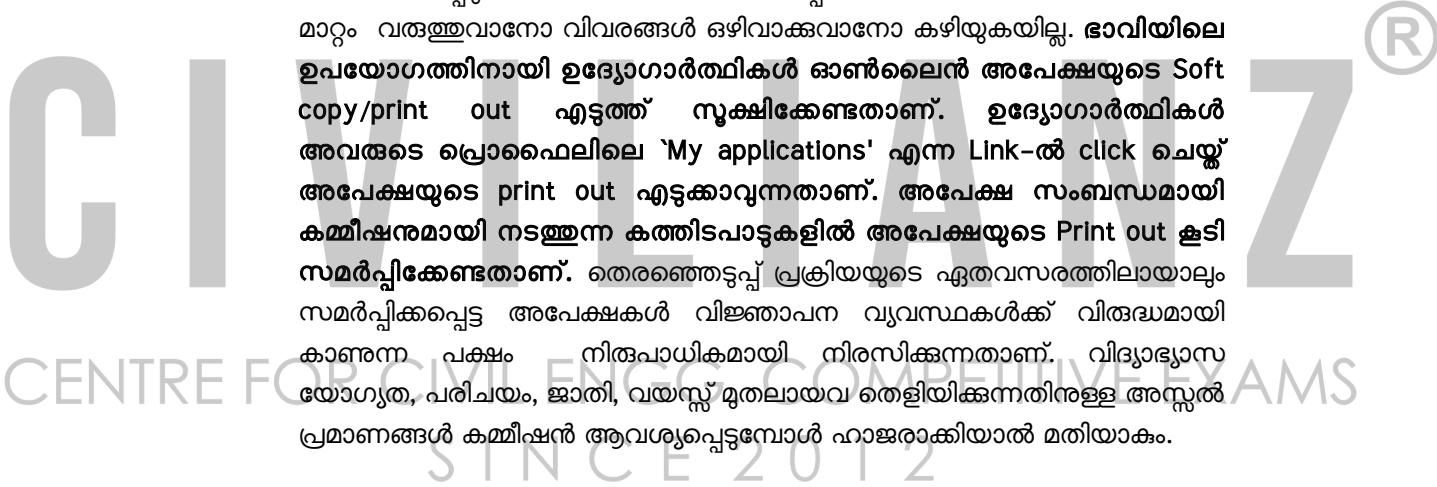 മാറ്റം വരുത്തുവാനോ വിവരങ്ങൾ ഒഴിവാക്കുവാനോ കഴിയുകയില്ല. ഭാവിയിലെ
ഉപയോഗത്തിനായി ഉദ്യോഗാർത്ഥികൾ ഓൺലൈൻ അപേക്ഷയുടെ Soft
copy/print out എടുത്ത് സൂക്ഷിക്കേണ്ടതാണ്. ഉദ്യോഗാർത്ഥികൾ
അവരുടെ പ്രൊഫൈലിലെ `My applications' എന്ന Link-ൽ click ചെയ്ത്
അപേക്ഷയുടെ print out എടുക്കാവുന്നതാണ്. അപേക്ഷ സംബന്ധമായി
കമ്മീഷനുമായി നടത്തുന്ന കത്തിടപാടുകളിൽ അപേക്ഷയുടെ Print out കൂടി
സമർപ്പിക്കേണ്ടതാണ്. തെരഞ്ഞെടുപ്പ് പ്രക്രിയയുടെ ഏതവസരത്തിലായാലും
സമർപ്പിക്കപ്പെട്ട അപേക്ഷകൾ വിജ്ഞാപന വ്യവസ്ഥകൾക്ക് വിരുദ്ധമായി
കാണുന്ന പക്ഷം നിരുപാധികമായി നിരസിക്കുന്നതാണ്. വിദ്യാഭ്യാസ
യോഗ്യത, പരിചയം, ജാതി, വയസ്സ് മുതലായവ തെളിയിക്കുന്നതിനുള്ള അസ്സൽ
പ്രമാണങ്ങൾ കമ്മീഷൻ ആവശ്യപ്പെടുമ്പോൾ ഹാജരാക്കിയാൽ മതിയാകും.
CIVILIANZ®
CENTRE FOR CIVIL ENGG. COMPETITIVE EXAMS
SINCE 2012